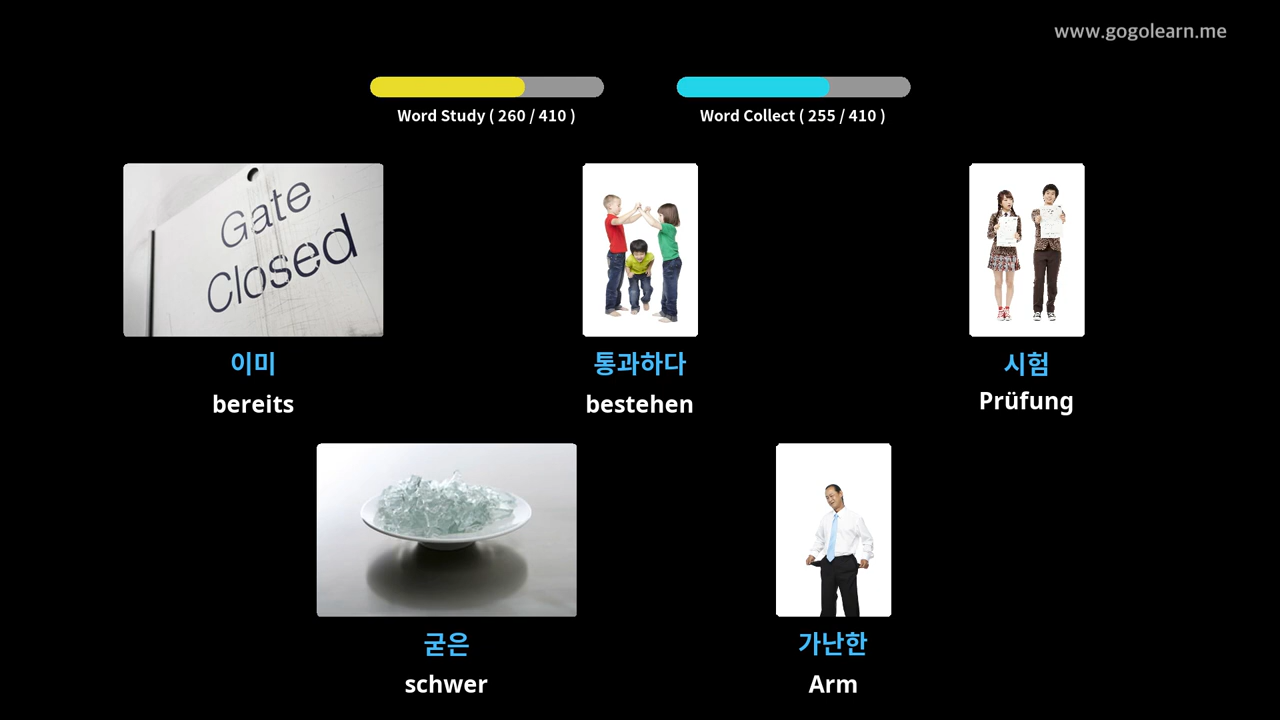 www.gogolearn.me
Word Study ( 260 / 410 )
Word Collect ( 255 / 410 )
Gate
Closed
이미
bereits
통과하다
bestehen
시험
Prüfung
굳은
schwer
가난한
Arm